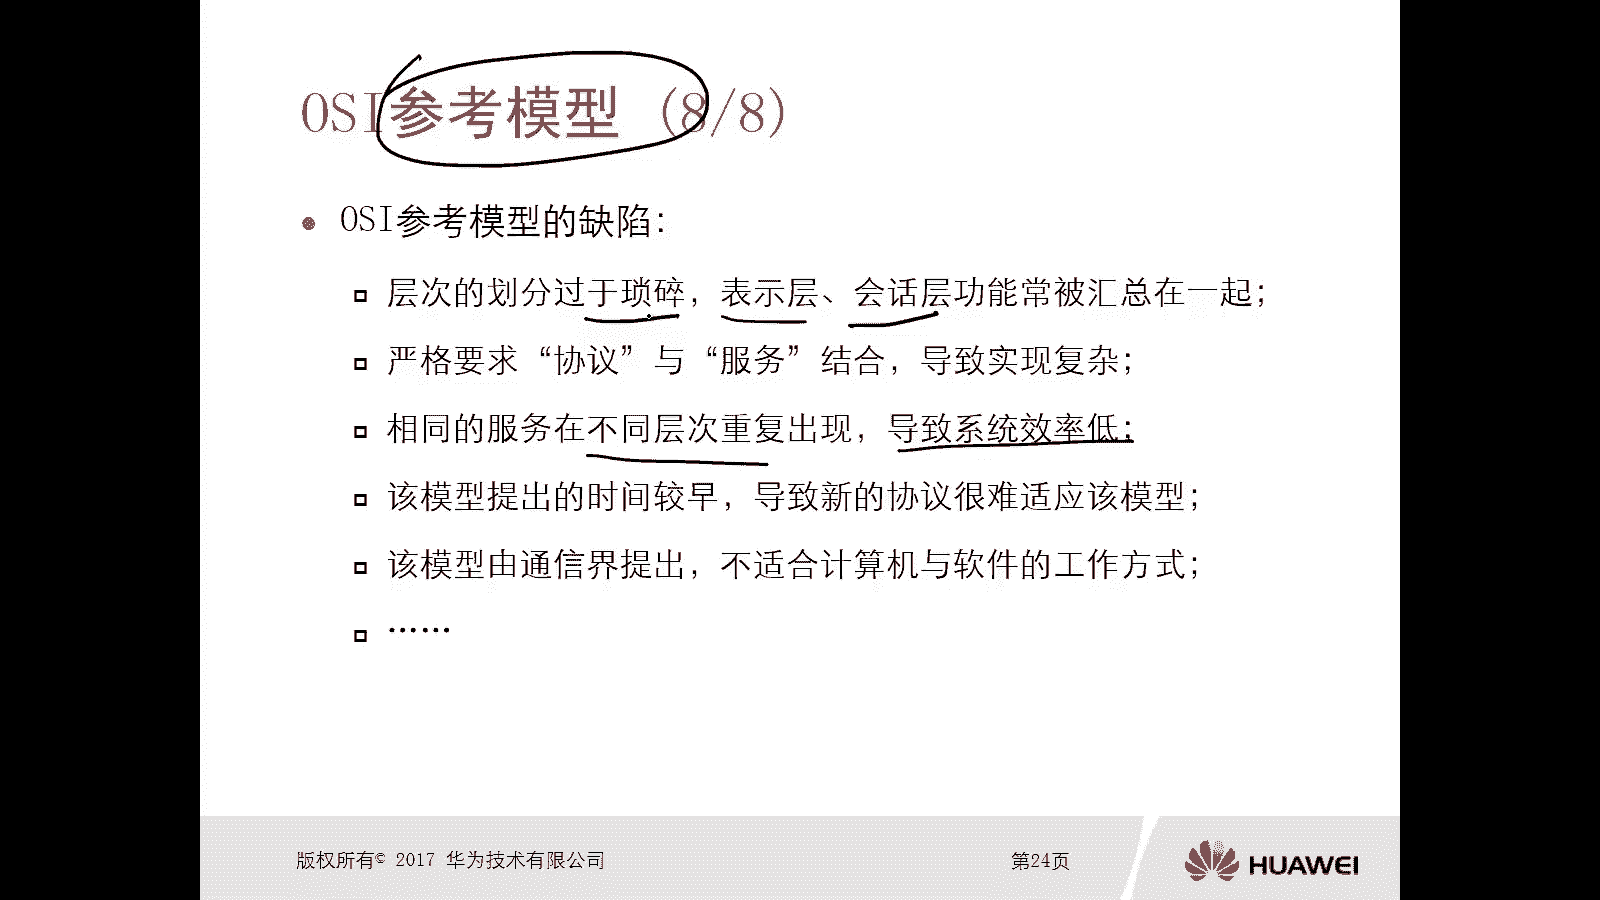 OSI参考模型 (8/8)
OSI参考模型的缺陷：
层次的划分过于琐碎，表示层、会话层功能常被汇总在一起；
严格要求“协议”与“服务”结合，导致实现复杂；
相同的服务在不同层次重复出现，导致系统效率低；
该模型提出的时间较早，导致新的协议很难适应该模型；
该模型由通信界提出，不适合计算机与软件的工作方式；
……
版权所有© 2017 华为技术有限公司
第24页
HUAWEI